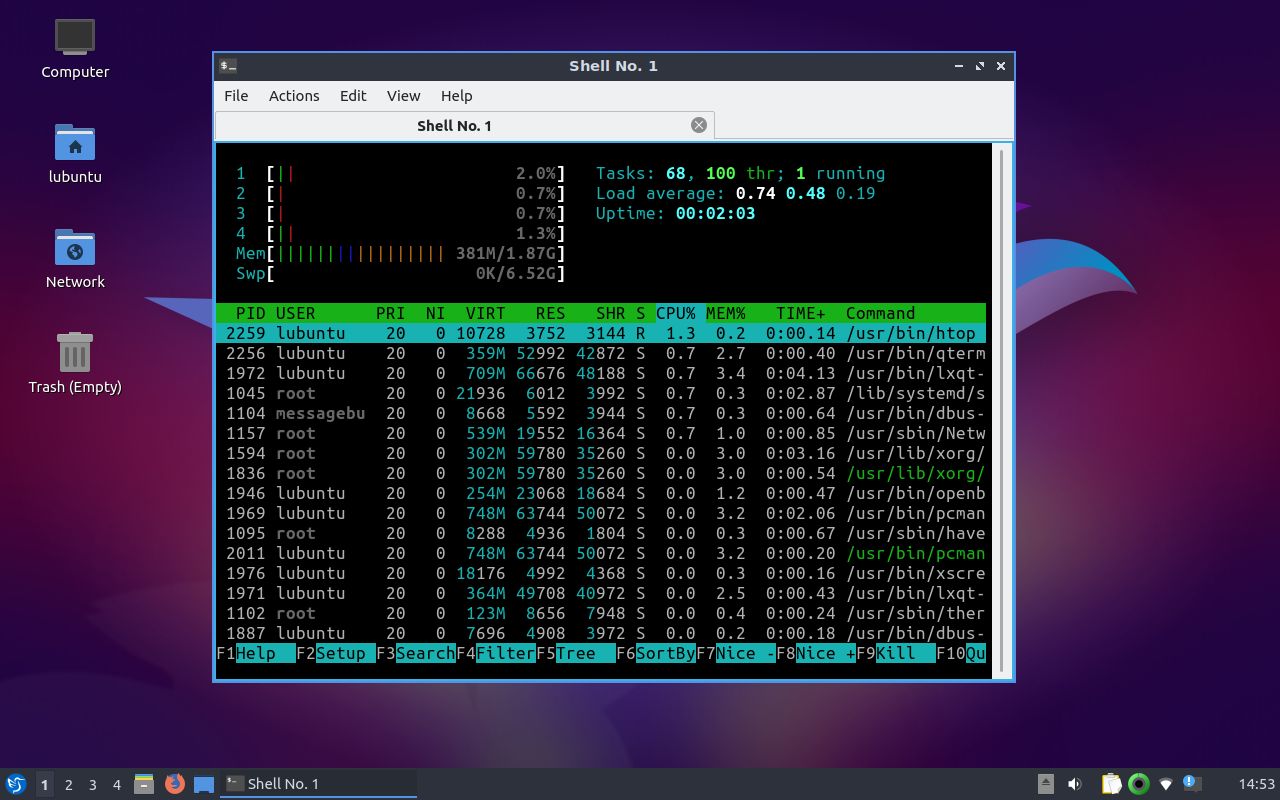 Computer
lubuntu
Network
Trash (Empty)
$_ Shell No. 1
File Actions Edit View Help
Shell No. 1
1 [|| 2.0%] Tasks: 68, 100 thr; 1 running
2 [| 0.7%] Load average: 0.74 0.48 0.19
3 [| 0.7%] Uptime: 00:02:03
4 [|| 1.3%]
Mem[||||||||||||||||| 381M/1.87G]
Swp[ 0K/6.52G]
PID USER PRI NI VIRT RES SHR S CPU% MEM% TIME+ Command
2259 lubuntu 20 0 10728 3752 3144 R 1.3 0.2 0:00.14 /usr/bin/htop
2256 lubuntu 20 0 359M 52992 42872 S 0.7 2.7 0:00.40 /usr/bin/qterm
1972 lubuntu 20 0 709M 66676 48188 S 0.7 3.4 0:04.13 /usr/bin/lxqt-
1045 root 20 0 21936 6012 3992 S 0.7 0.3 0:02.87 /lib/systemd/s
1104 messagebu 20 0 8668 5592 3944 S 0.7 0.3 0:00.64 /usr/bin/dbus-
1157 root 20 0 539M 19552 16364 S 0.7 1.0 0:00.85 /usr/sbin/Netw
1594 root 20 0 302M 59780 35260 S 0.0 3.0 0:03.16 /usr/lib/xorg/
1836 root 20 0 302M 59780 35260 S 0.0 3.0 0:00.54 /usr/lib/xorg/
1946 lubuntu 20 0 254M 23068 18684 S 0.0 1.2 0:00.47 /usr/bin/openb
1969 lubuntu 20 0 748M 63744 50072 S 0.0 3.2 0:02.06 /usr/bin/pcman
1095 root 20 0 8288 4936 1804 S 0.0 0.3 0:00.67 /usr/sbin/have
2011 lubuntu 20 0 748M 63744 50072 S 0.0 3.2 0:00.20 /usr/bin/pcman
1976 lubuntu 20 0 18176 4992 4368 S 0.0 0.3 0:00.16 /usr/bin/xscre
1971 lubuntu 20 0 364M 49708 40972 S 0.0 2.5 0:00.43 /usr/bin/lxqt-
1102 root 20 0 123M 8656 7948 S 0.0 0.4 0:00.24 /usr/sbin/ther
1887 lubuntu 20 0 7696 4908 3972 S 0.0 0.2 0:00.18 /usr/bin/dbus-
F1Help F2Setup F3SearchF4FilterF5Tree F6SortByF7Nice -F8Nice +F9Kill F10Qu
1 2 3 4 Shell No. 1 14:53